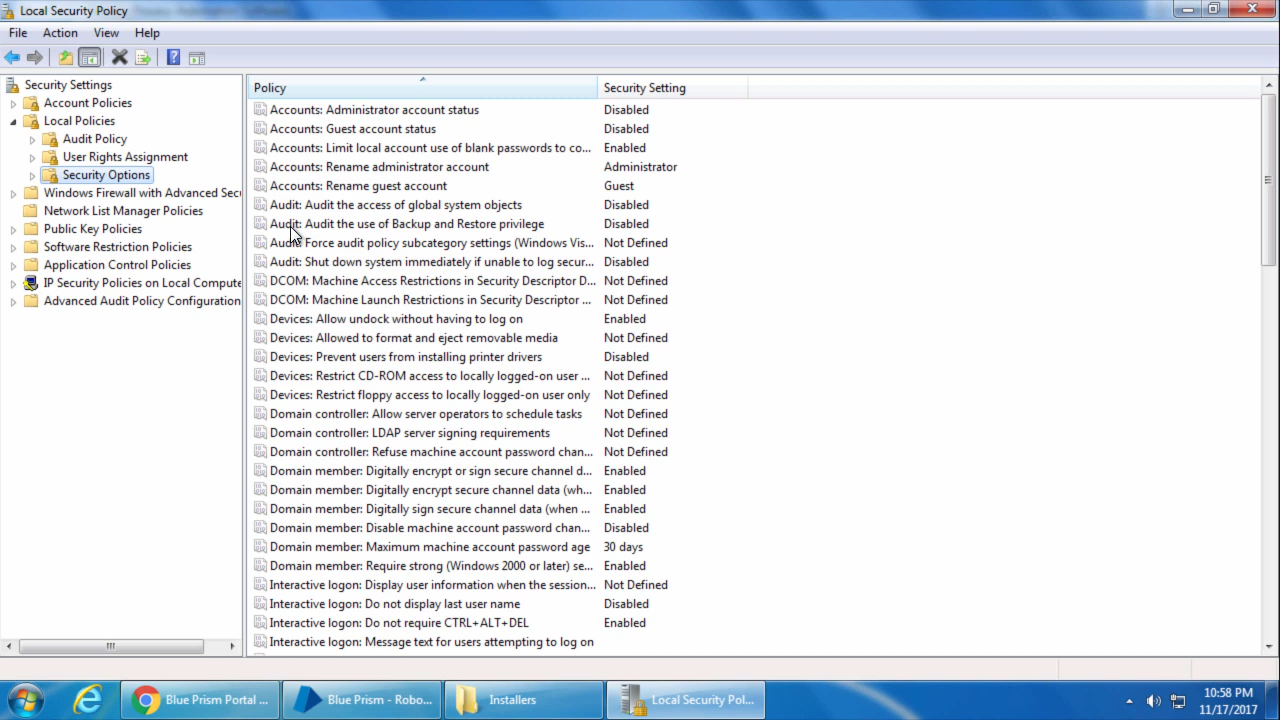 Local Security Policy
File Action View Help
Policy Security Setting
Security Settings
Account Policies
Local Policies
Audit Policy
User Rights Assignment
Security Options
Windows Firewall with Advanced Secu
Network List Manager Policies
Public Key Policies
Software Restriction Policies
Application Control Policies
IP Security Policies on Local Compute
Advanced Audit Policy Configuration
Accounts: Administrator account status Disabled
Accounts: Guest account status Disabled
Accounts: Limit local account use of blank passwords to co... Enabled
Accounts: Rename administrator account Administrator
Accounts: Rename guest account Guest
Audit: Audit the access of global system objects Disabled
Audit: Audit the use of Backup and Restore privilege Disabled
Audit: Force audit policy subcategory settings (Windows Vis... Not Defined
Audit: Shut down system immediately if unable to log secur... Disabled
DCOM: Machine Access Restrictions in Security Descriptor D... Not Defined
DCOM: Machine Launch Restrictions in Security Descriptor ... Not Defined
Devices: Allow undock without having to log on Enabled
Devices: Allowed to format and eject removable media Not Defined
Devices: Prevent users from installing printer drivers Disabled
Devices: Restrict CD-ROM access to locally logged-on user ... Not Defined
Devices: Restrict floppy access to locally logged-on user only Not Defined
Domain controller: Allow server operators to schedule tasks Not Defined
Domain controller: LDAP server signing requirements Not Defined
Domain controller: Refuse machine account password chan... Not Defined
Domain member: Digitally encrypt or sign secure channel d... Enabled
Domain member: Digitally encrypt secure channel data (wh... Enabled
Domain member: Digitally sign secure channel data (when ... Enabled
Domain member: Disable machine account password chan... Disabled
Domain member: Maximum machine account password age 30 days
Domain member: Require strong (Windows 2000 or later) se... Enabled
Interactive logon: Display user information when the session... Not Defined
Interactive logon: Do not display last user name Disabled
Interactive logon: Do not require CTRL+ALT+DEL Enabled
Interactive logon: Message text for users attempting to log on
Blue Prism Portal ... Blue Prism - Robo... Installers Local Security Pol...
10:58 PM
11/17/2017